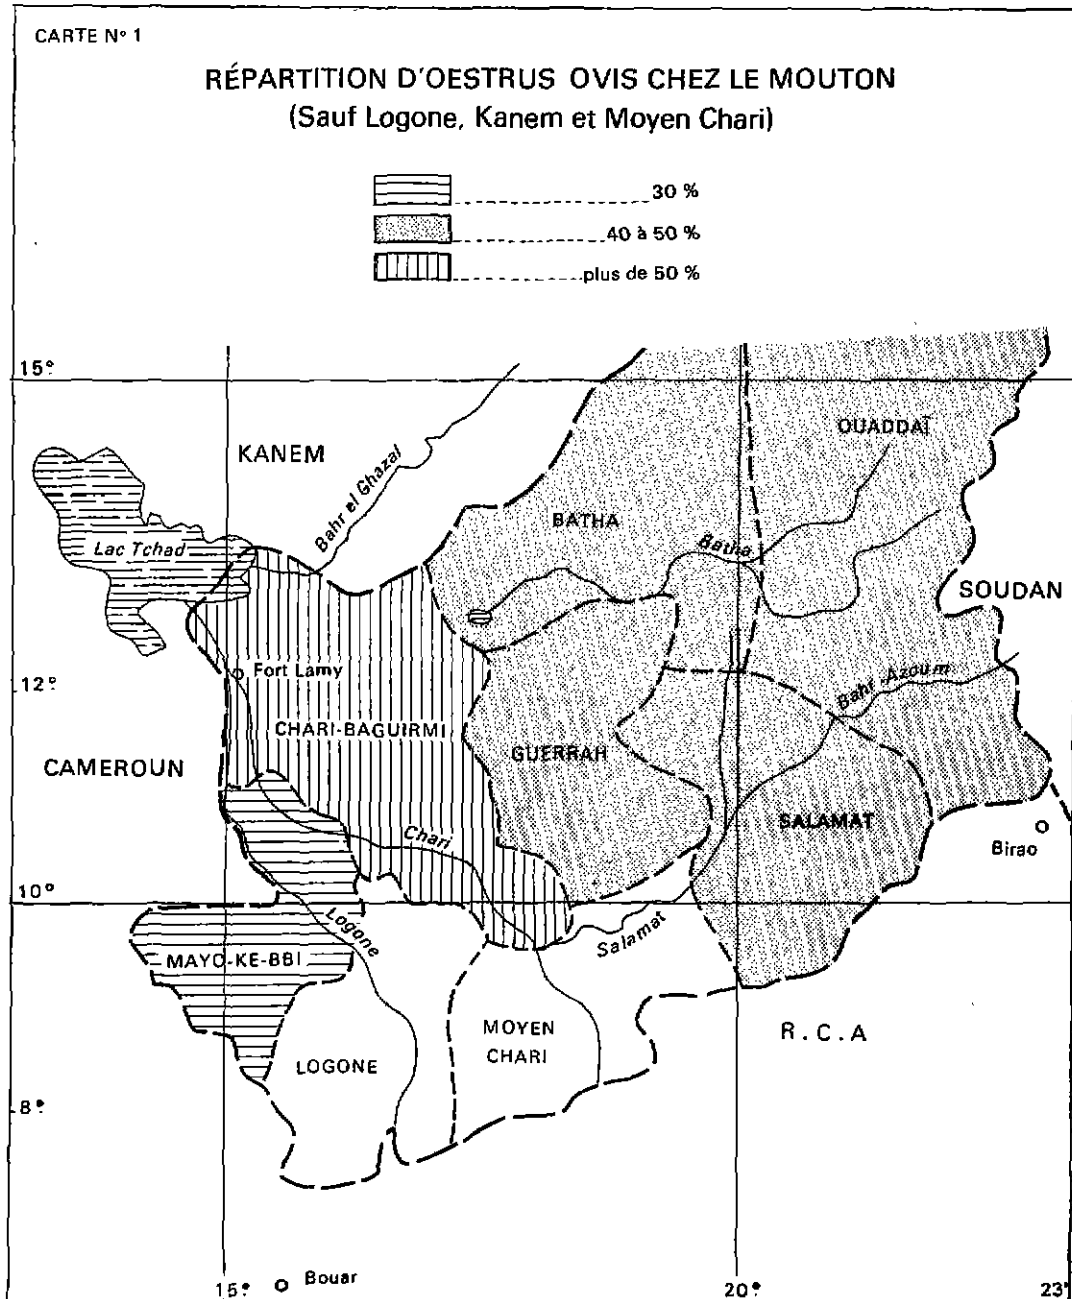 CARTE N° 1
RÉPARTITION D'OESTRUS OVIS CHEZ LE MOUTON
(Sauf Logone, Kanem et Moyen Chari)
30 %
40 à 50 %
plus de 50 %
15°
KANEM
Bahr el Ghazal
OUADDAÏ
BATHA
Batha
Lac Tchad
SOUDAN
Fort Lamy
12°
Bahr Azoum
CHARI-BAGUIRMI
GUERRAH
CAMEROUN
Chari
SALAMAT
Birao
10°
Logone
Salamat
MAYO-KE-BBI
MOYEN
CHARI
R.C.A
LOGONE
8°
Bouar
15°
20°
23°